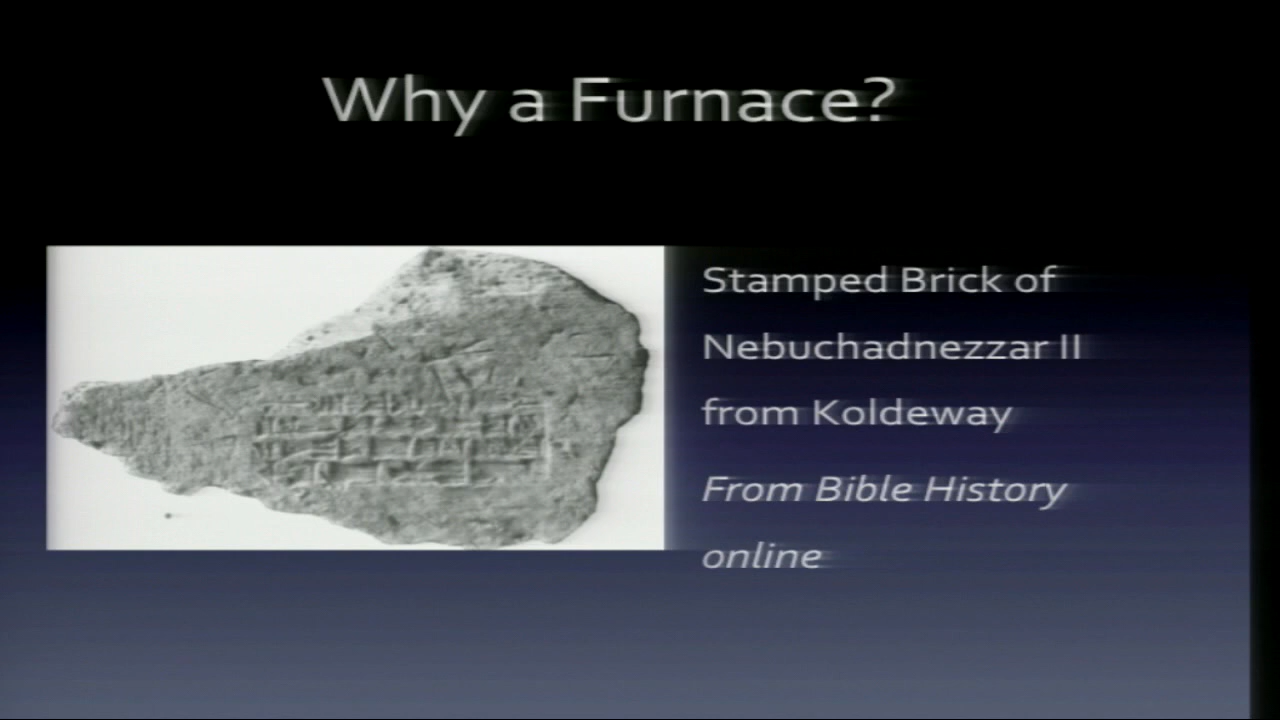 Why a Furnace?
Stamped Brick of
Nebuchadnezzar II
from Koldeway
From Bible History
online